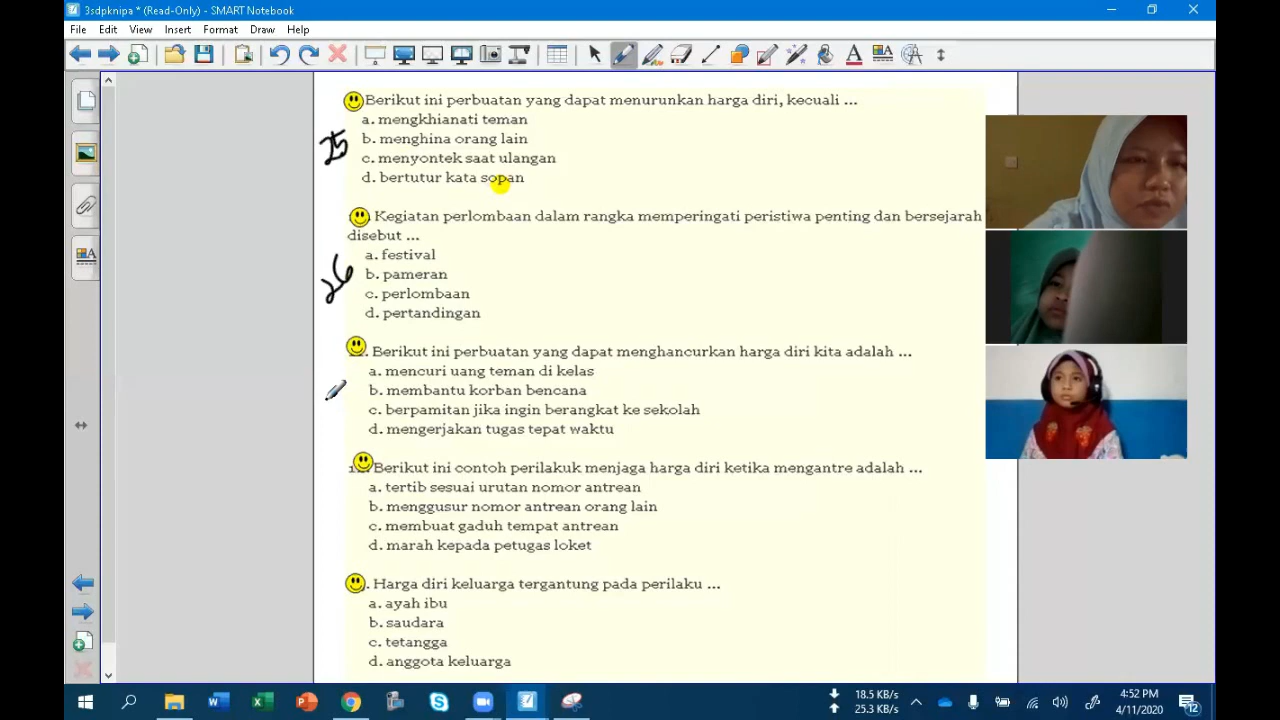 3sdpknipa * (Read-Only) - SMART Notebook
File Edit View Insert Format Draw Help
Berikut ini perbuatan yang dapat menurunkan harga diri, kecuali ...
a. mengkhianati teman
25
b. menghina orang lain
c. menyontek saat ulangan
d. bertutur kata sopan
Kegiatan perlombaan dalam rangka memperingati peristiwa penting dan bersejarah
disebut ...
a. festival
26
b. pameran
c. perlombaan
d. pertandingan
Berikut ini perbuatan yang dapat menghancurkan harga diri kita adalah ...
a. mencuri uang teman di kelas
b. membantu korban bencana
c. berpamitan jika ingin berangkat ke sekolah
d. mengerjakan tugas tepat waktu
Berikut ini contoh perilakuk menjaga harga diri ketika mengantre adalah ...
a. tertib sesuai urutan nomor antrean
b. menggusur nomor antrean orang lain
c. membuat gaduh tempat antrean
d. marah kepada petugas loket
. Harga diri keluarga tergantung pada perilaku ...
a. ayah ibu
b. saudara
c. tetangga
d. anggota keluarga
18.5 KB/s
25.3 KB/s
4:52 PM
4/11/2020
12